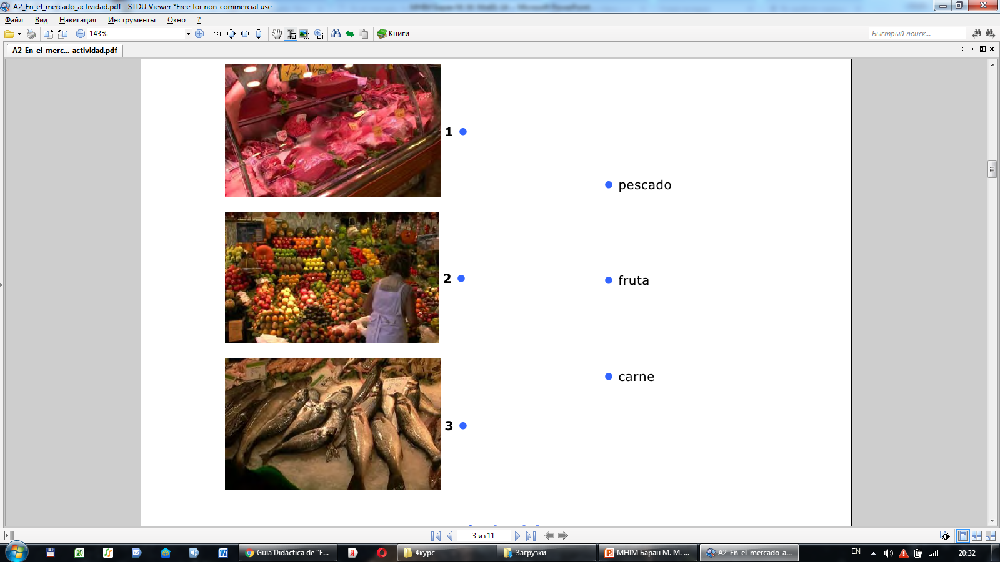 A2_En_el_mercado_actividad.pdf - STDU Viewer *Free for non-commercial use
Файл Вид Навигация Инструменты Окно ?
143% 1:1 Книги Быстрый поиск...
A2_En_el_merc..._actividad.pdf
1
pescado
2
fruta
carne
3
3 из 11
Guia Didáctica de "E... 4курс Загрузки МНІМ Баран М. М. ... A2_En_el_mercado_a... EN 20:32